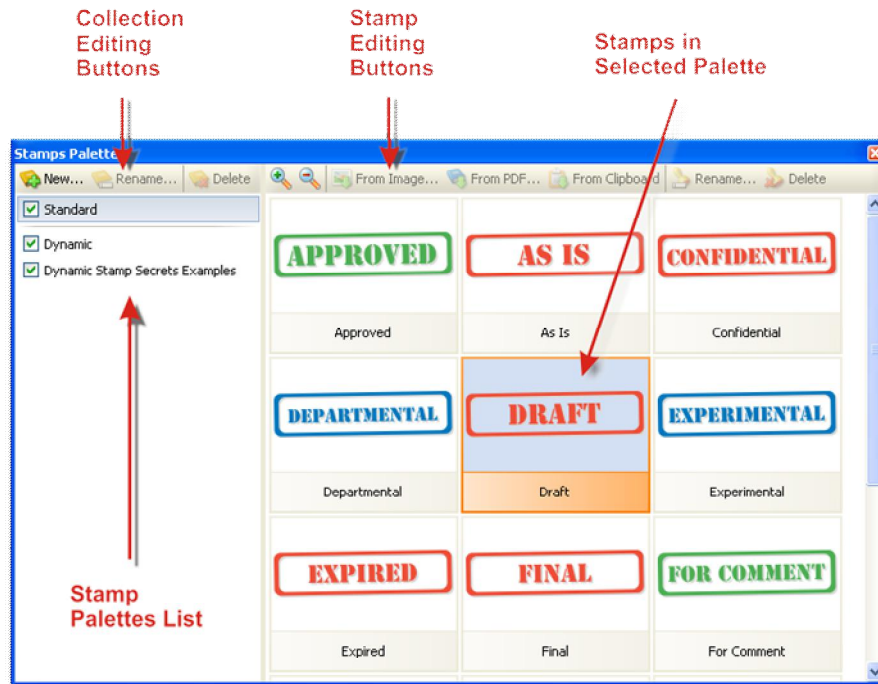 Collection
Editing
Buttons
Stamp
Editing
Buttons
Stamps in
Selected Palette
Stamps Palette
New... Rename... Delete From Image... From PDF... From Clipboard Rename... Delete
Standard
Dynamic
Dynamic Stamp Secrets Examples
APPROVED AS IS CONFIDENTIAL
Approved As Is Confidential
DEPARTMENTAL DRAFT EXPERIMENTAL
Departmental Draft Experimental
EXPIRED FINAL FOR COMMENT
Expired Final For Comment
Stamp
Palettes List